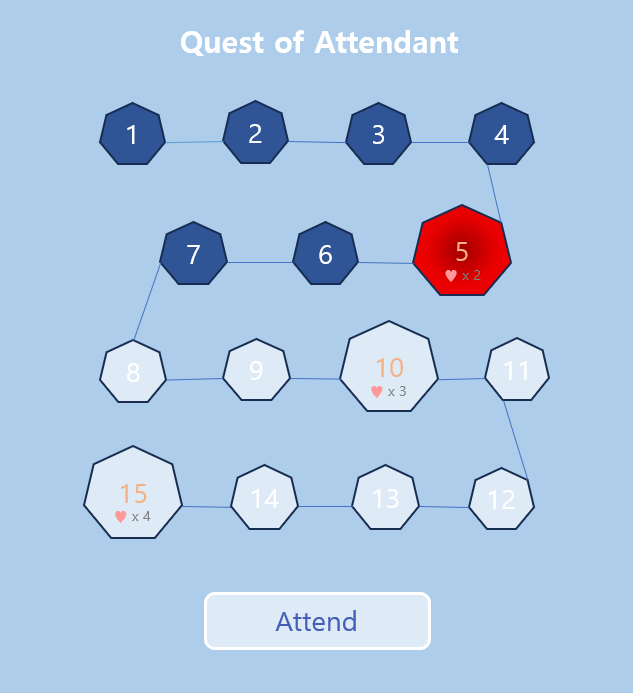 Quest of Attendant
1 2 3 4
7 6 5
♥ x 2
8 9 10 11
♥ x 3
15 14 13 12
♥ x 4
Attend